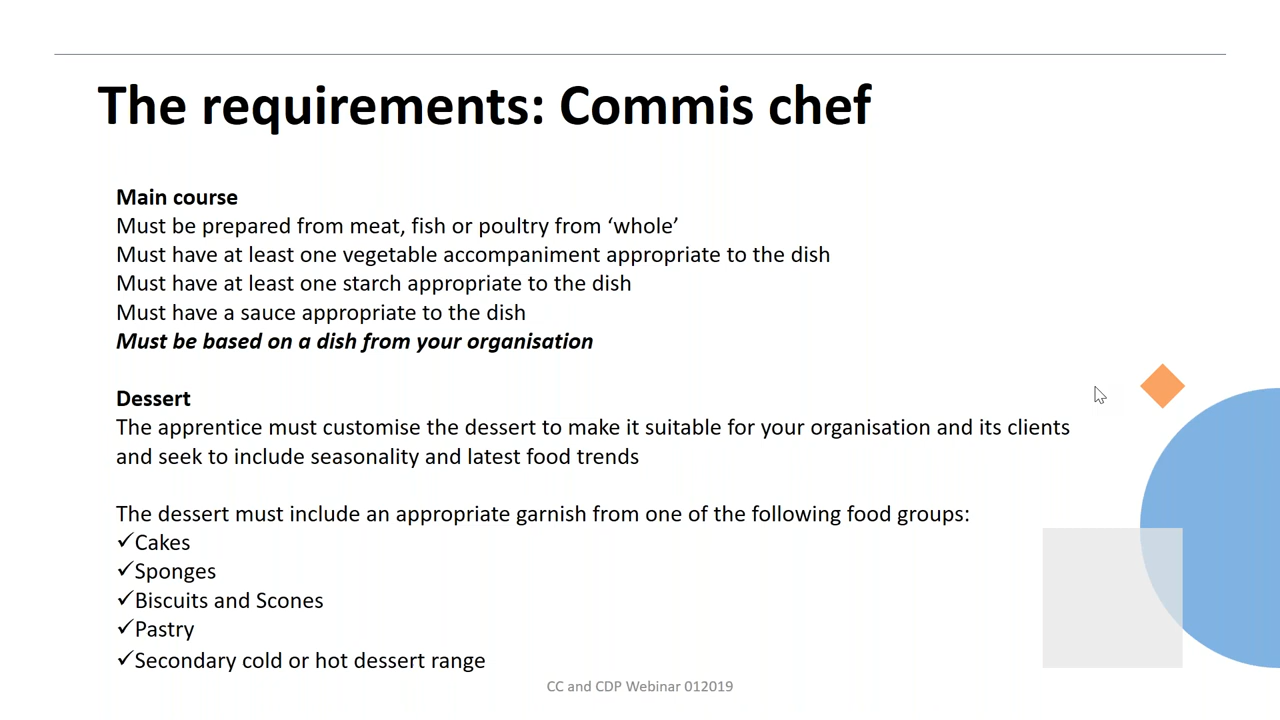 The requirements: Commis chef
Main course
Must be prepared from meat, fish or poultry from ‘whole’
Must have at least one vegetable accompaniment appropriate to the dish
Must have at least one starch appropriate to the dish
Must have a sauce appropriate to the dish
Must be based on a dish from your organisation
Dessert
The apprentice must customise the dessert to make it suitable for your organisation and its clients
and seek to include seasonality and latest food trends
The dessert must include an appropriate garnish from one of the following food groups:
✓Cakes
✓Sponges
✓Biscuits and Scones
✓Pastry
✓Secondary cold or hot dessert range
CC and CDP Webinar 012019